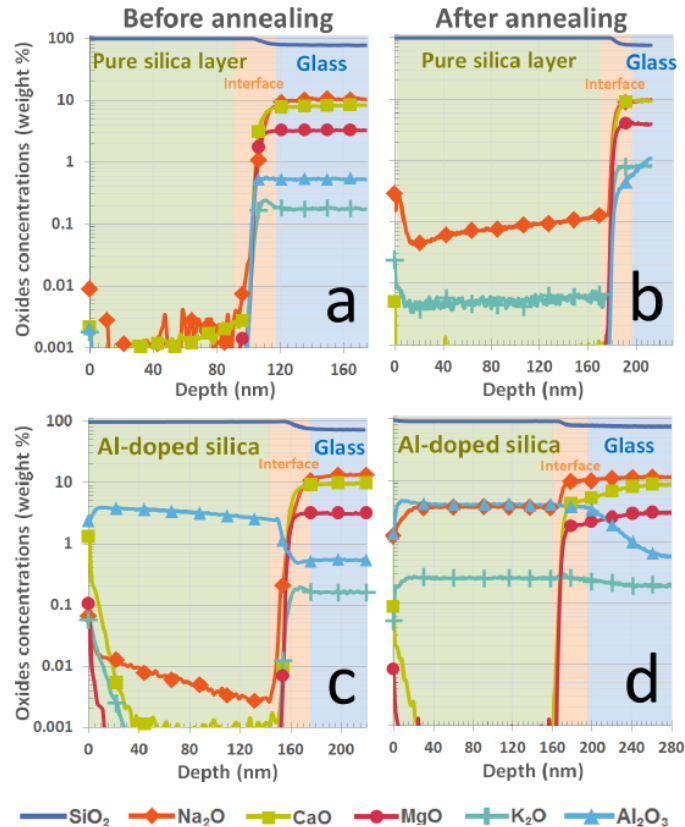 Before annealing
After annealing
Oxides concentrations (weight %)
100
10
1
0.1
0.01
0.001
Pure silica layer
Interface
Glass
a
0
40
80
120
160
Depth (nm)
Pure silica layer
Interface
Glass
b
0
40
80
120
160
200
Depth (nm)
Oxides concentrations (weight %)
100
10
1
0.1
0.01
0.001
Al-doped silica
Interface
Glass
c
0
40
80
120
160
200
Depth (nm)
Al-doped silica
Interface
Glass
d
0
40
80
120
160
200
240
280
Depth (nm)
SiO₂
Na₂O
CaO
MgO
K₂O
Al₂O₃